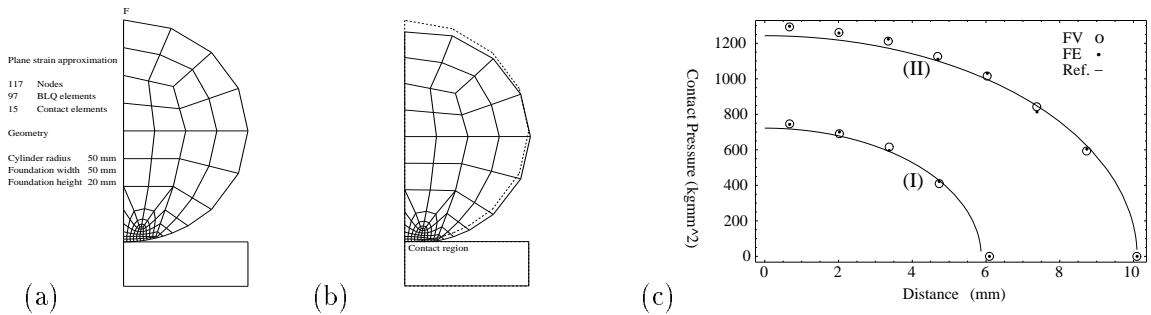 F
Plane strain approximation
117 Nodes
97 BLQ elements
15 Contact elements
Geometry
Cylinder radius 50 mm
Foundation width 50 mm
Foundation height 20 mm
(a)
Contact region
(b)
1200
1000
800
600
400
200
0
Contact Pressure (kgmm^2)
FV o
FE •
Ref. –
(II)
(I)
0 2 4 6 8 10
Distance (mm)
(c)